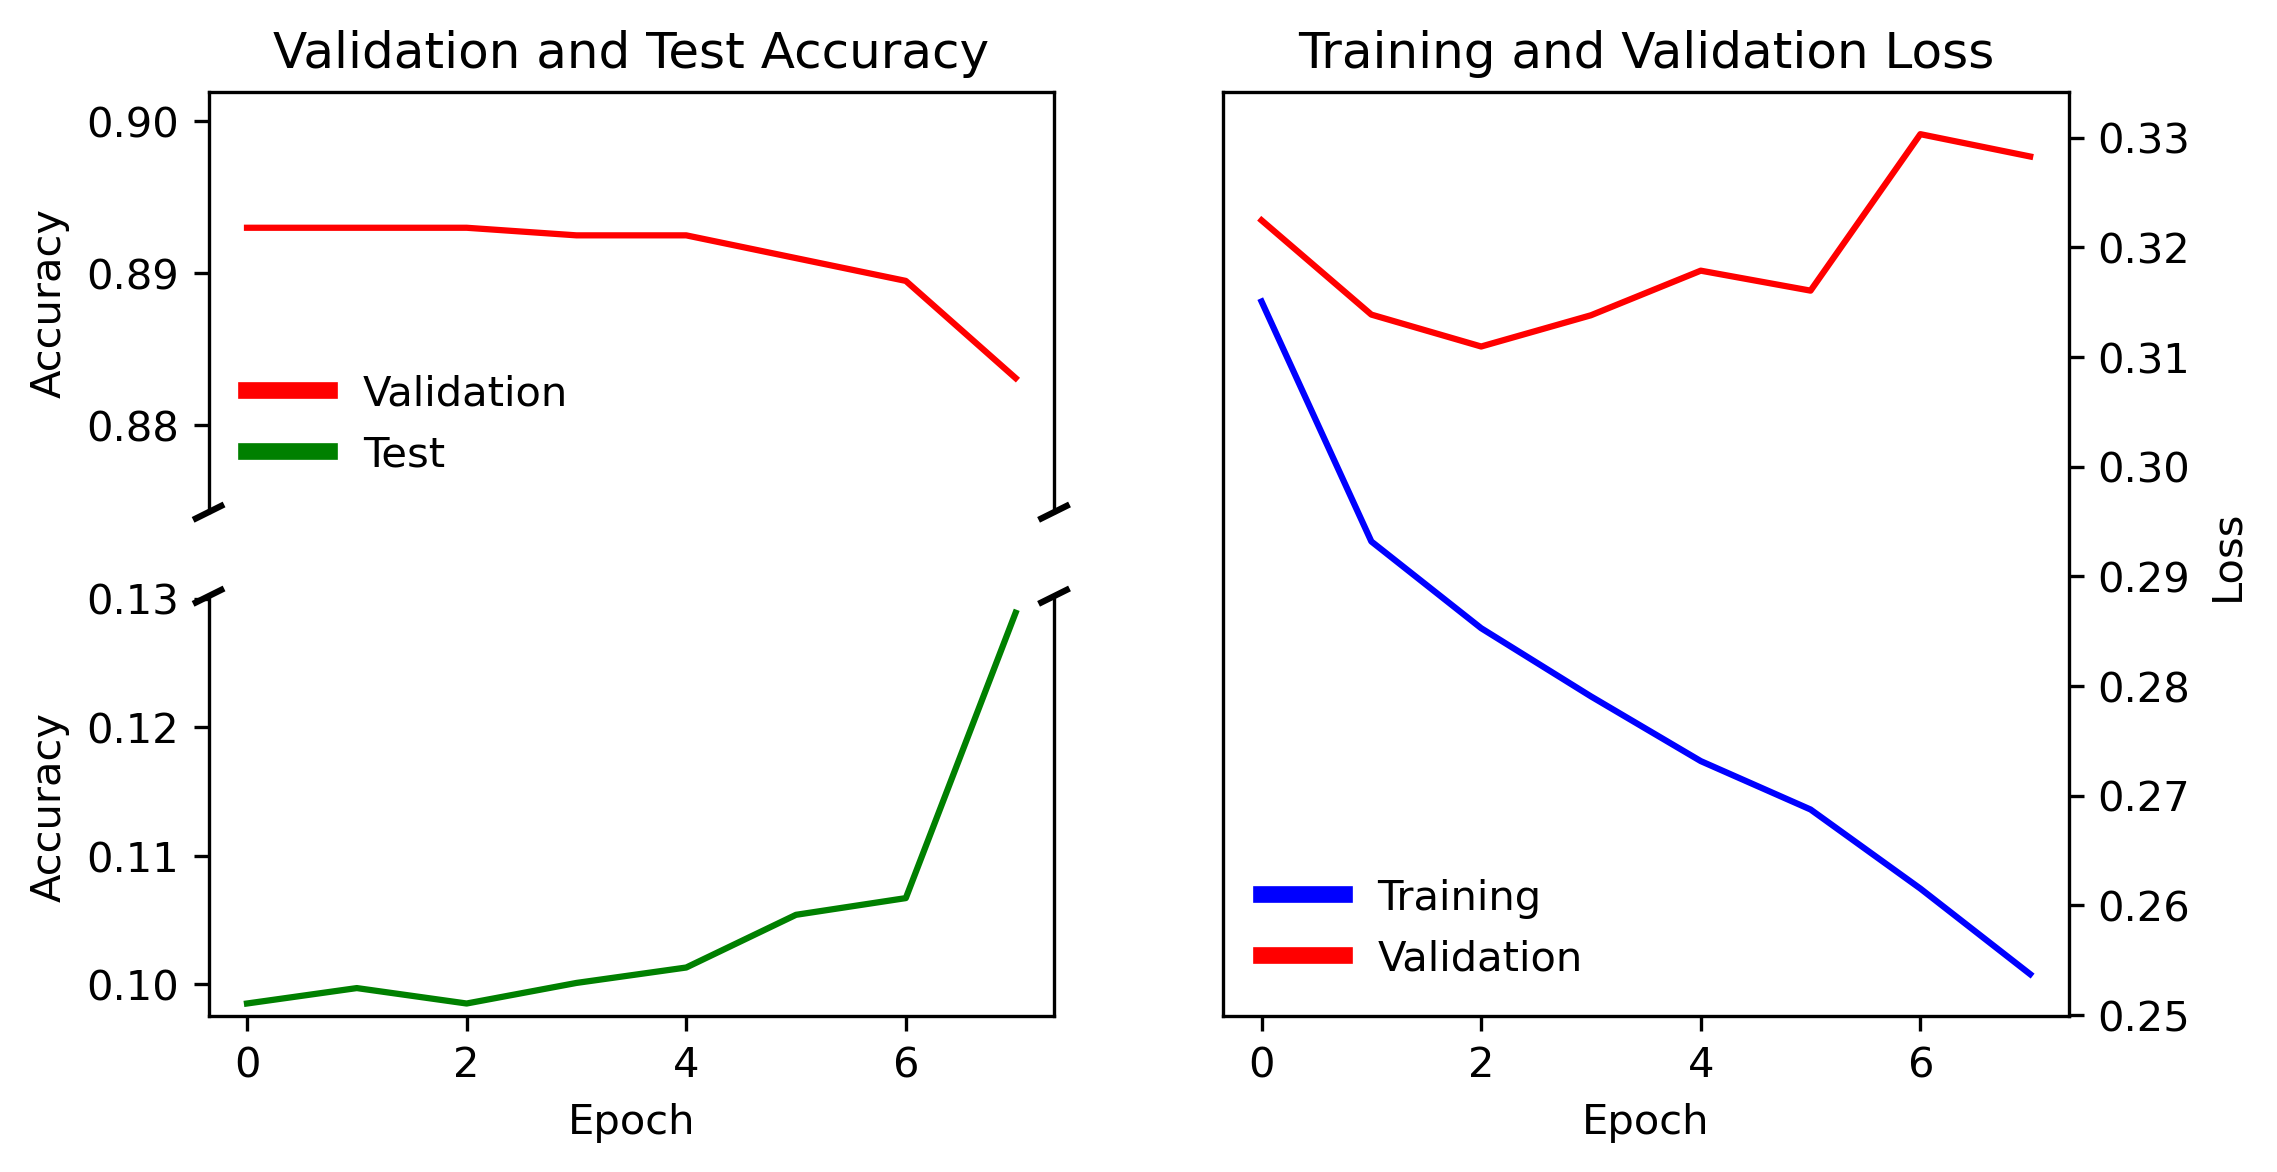 Validation and Test Accuracy
0.90
0.89
0.88
Accuracy
Validation
Test
0.13
0.12
0.11
0.10
Accuracy
0 2 4 6
Epoch
Training and Validation Loss
0.33
0.32
0.31
0.30
0.29
0.28
0.27
0.26
0.25
Loss
Training
Validation
0 2 4 6
Epoch